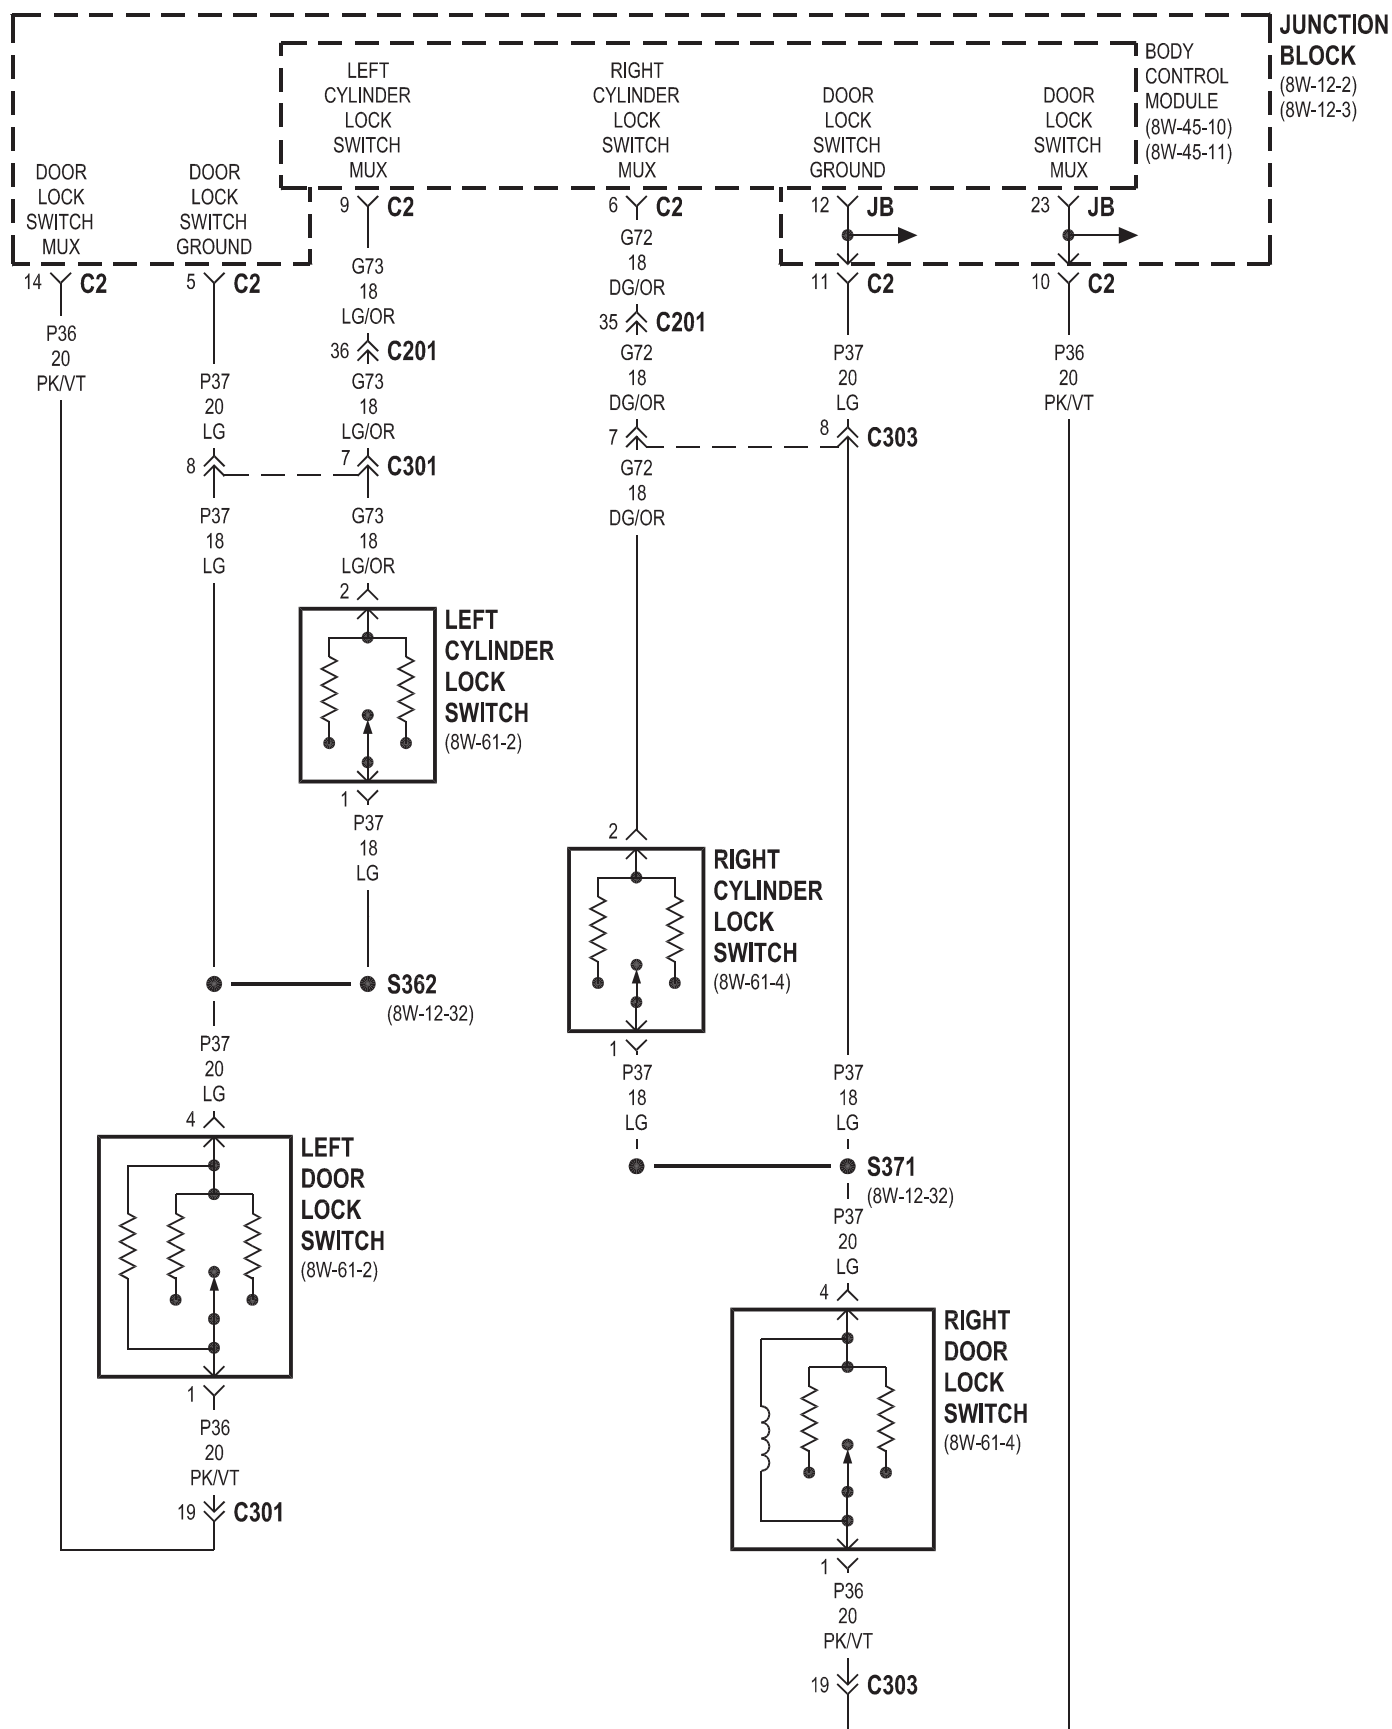 JUNCTION
BLOCK
(8W-12-2)
(8W-12-3)
BODY
CONTROL
MODULE
(8W-45-10)
(8W-45-11)
LEFT
CYLINDER
LOCK
SWITCH
MUX
RIGHT
CYLINDER
LOCK
SWITCH
MUX
DOOR
LOCK
SWITCH
GROUND
DOOR
LOCK
SWITCH
MUX
DOOR
LOCK
SWITCH
MUX
DOOR
LOCK
SWITCH
GROUND
9 C2
6 C2
12 JB
23 JB
14 C2
5 C2
11 C2
10 C2
G73
18
LG/OR
36 C201
G73
18
LG/OR
7 C301
G73
18
LG/OR
2
G72
18
DG/OR
35 C201
G72
18
DG/OR
7
G72
18
DG/OR
P37
20
LG
8 C303
P36
20
PK/VT
P36
20
PK/VT
P37
20
LG
8
P37
18
LG
LEFT
CYLINDER
LOCK
SWITCH
(8W-61-2)
1
P37
18
LG
2
RIGHT
CYLINDER
LOCK
SWITCH
(8W-61-4)
1
P37
18
LG
P37
18
LG
S362
(8W-12-32)
P37
20
LG
4
LEFT
DOOR
LOCK
SWITCH
(8W-61-2)
1
P36
20
PK/VT
19 C301
S371
(8W-12-32)
P37
20
LG
4
RIGHT
DOOR
LOCK
SWITCH
(8W-61-4)
1
P36
20
PK/VT
19 C303